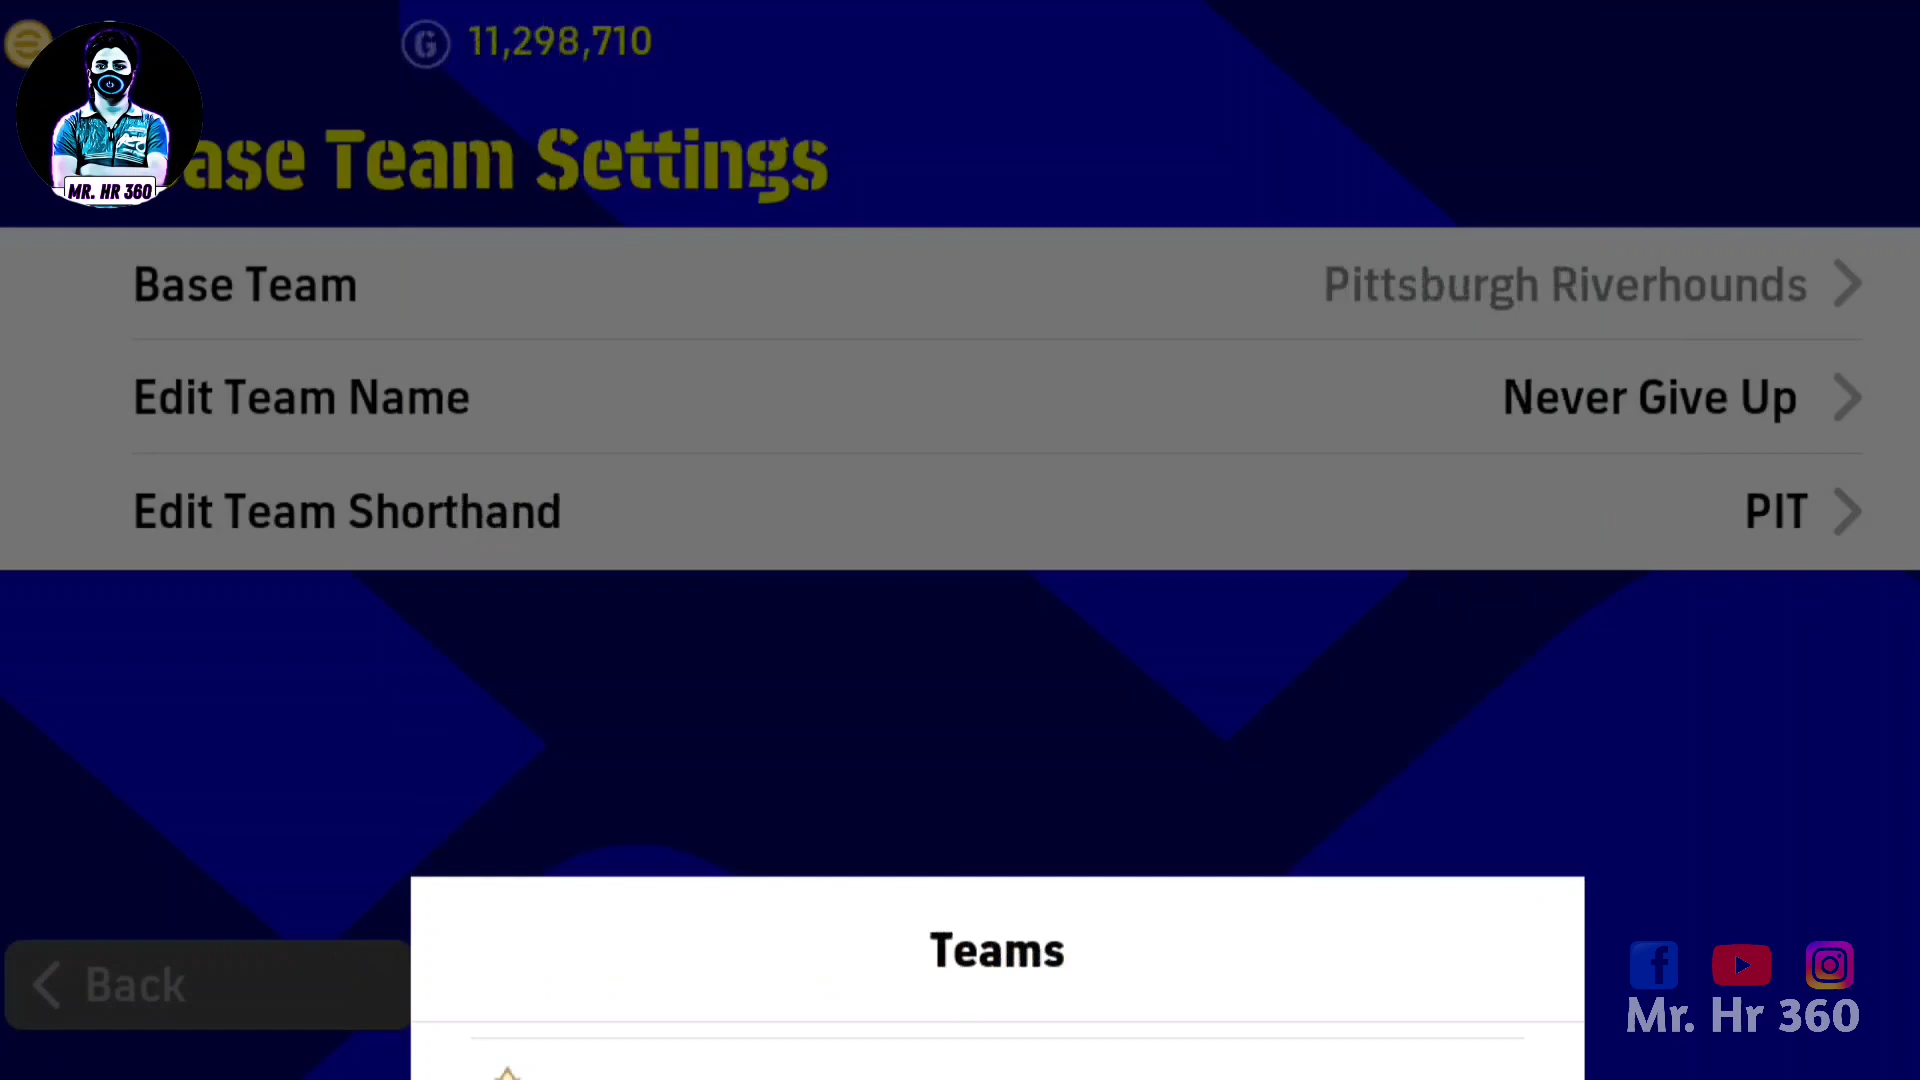 G 11,298,710
ase Team Settings
MR. HR 360
Base Team Pittsburgh Riverhounds
Edit Team Name Never Give Up
Edit Team Shorthand PIT
Teams
Back
Mr. Hr 360